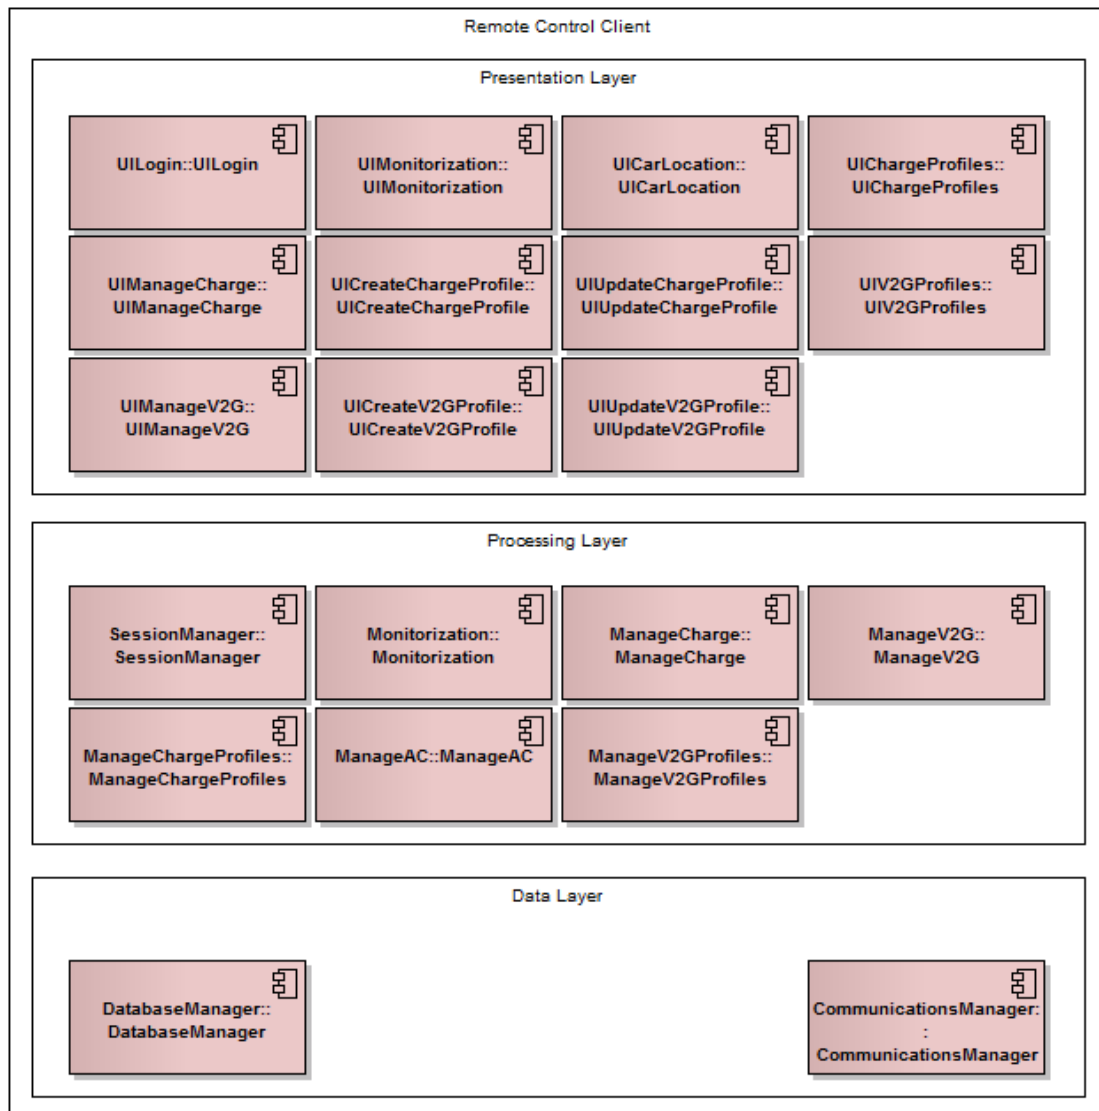 Remote Control Client
Presentation Layer
UILogin::UILogin
UIMonitorization::
UIMonitorization
UICarLocation::
UICarLocation
UIChargeProfiles::
UIChargeProfiles
UIManageCharge::
UIManageCharge
UICreateChargeProfile::
UICreateChargeProfile
UIUpdateChargeProfile::
UIUpdateChargeProfile
UIV2GProfiles::
UIV2GProfiles
UIManageV2G::
UIManageV2G
UICreateV2GProfile::
UICreateV2GProfile
UIUpdateV2GProfile::
UIUpdateV2GProfile
Processing Layer
SessionManager::
SessionManager
Monitorization::
Monitorization
ManageCharge::
ManageCharge
ManageV2G::
ManageV2G
ManageChargeProfiles::
ManageChargeProfiles
ManageAC::ManageAC
ManageV2GProfiles::
ManageV2GProfiles
Data Layer
DatabaseManager::
DatabaseManager
CommunicationsManager:
:
CommunicationsManager